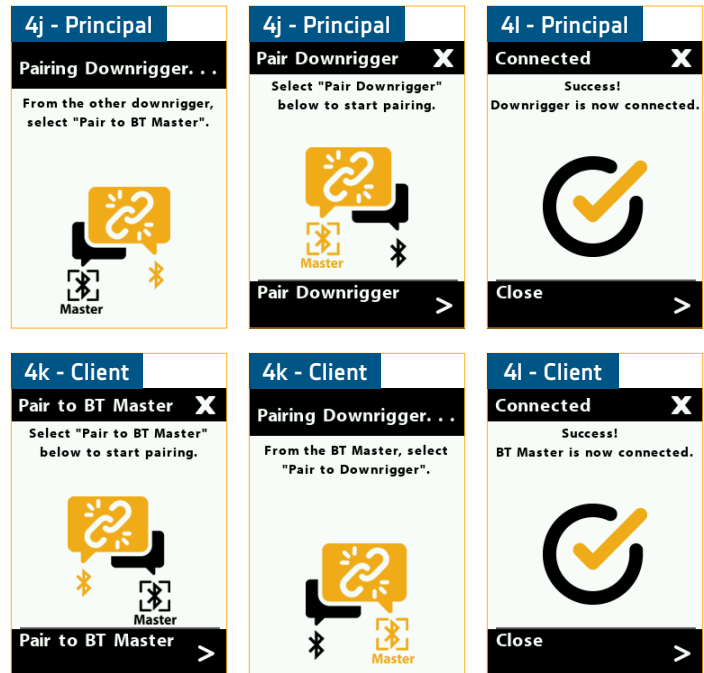 4j - Principal
Pairing Downrigger. . .
From the other downrigger,
select "Pair to BT Master".
Master
4j - Principal
Pair Downrigger X
Select "Pair Downrigger"
below to start pairing.
Master
Pair Downrigger >
4l - Principal
Connected X
Success!
Downrigger is now connected.
Close >
4k - Client
Pair to BT Master X
Select "Pair to BT Master"
below to start pairing.
Master
Pair to BT Master >
4k - Client
Pairing Downrigger. . .
From the BT Master, select
"Pair to Downrigger".
Master
4l - Client
Connected X
Success!
BT Master is now connected.
Close >